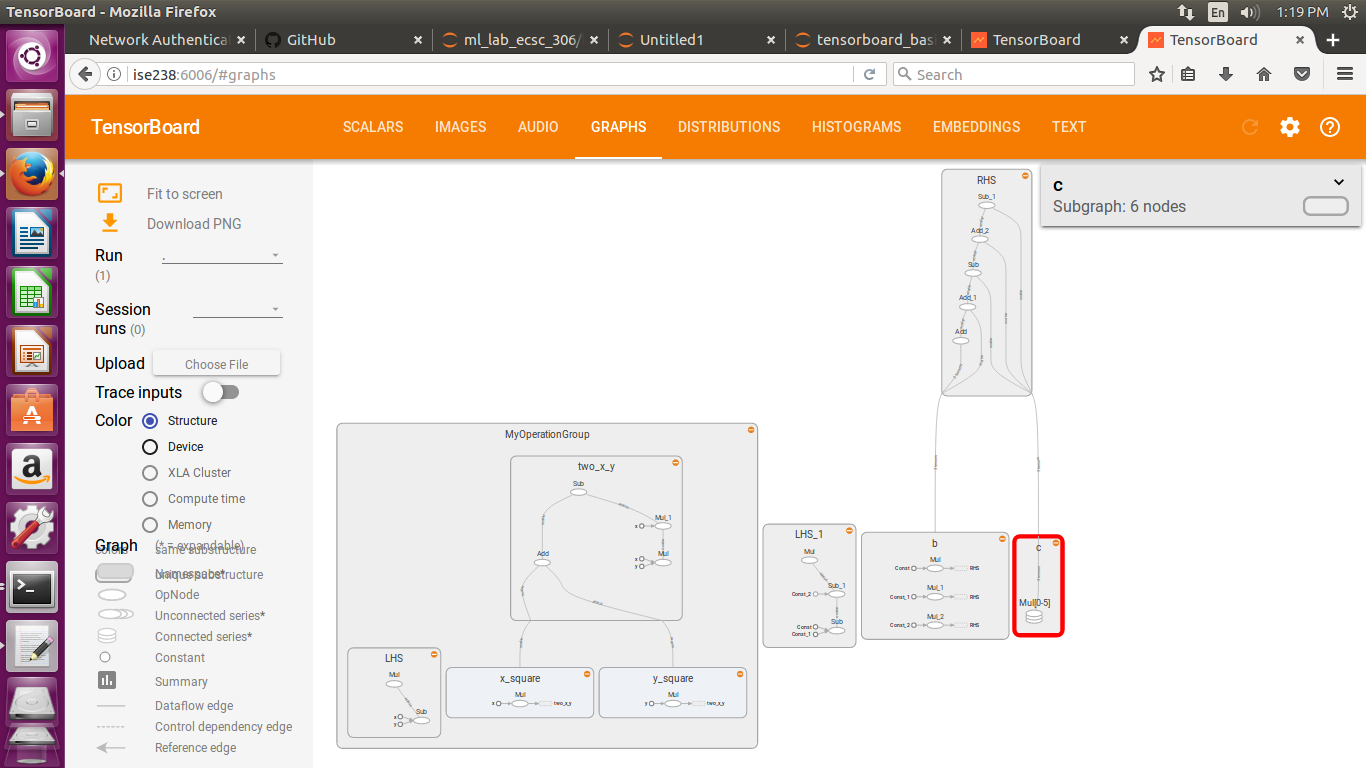 TensorBoard - Mozilla Firefox
En
1:19 PM
Network Authentica
GitHub
ml_lab_ecsc_306/
Untitled1
tensorboard_basi
TensorBoard
TensorBoard
ise238:6006/#graphs
Search
TensorBoard
SCALARS
IMAGES
AUDIO
GRAPHS
DISTRIBUTIONS
HISTOGRAMS
EMBEDDINGS
TEXT
Fit to screen
Download PNG
Run
(1)
.
Session
runs (0)
Upload
Choose File
Trace inputs
Color
Structure
Device
XLA Cluster
Compute time
Memory
Graph
(* = expandable)
colors
same substructure
Namespace*
unique substructure
OpNode
Unconnected series*
Connected series*
Constant
Summary
Dataflow edge
Control dependency edge
Reference edge
c
Subgraph: 6 nodes
RHS
Sub_1
Add_2
Sub
Add_1
Add
MyOperationGroup
two_x_y
Sub
Mul_1
x
Add
Mul
x
y
LHS
Mul
Sub
x
y
x_square
Mul
x
two_x_y
y_square
Mul
y
two_x_y
LHS_1
Mul
Sub_1
Const_2
Sub
Const
Const_1
b
Mul
Const
RHS
Mul_1
Const_1
RHS
Mul_2
Const_2
RHS
c
Mul[0-5]